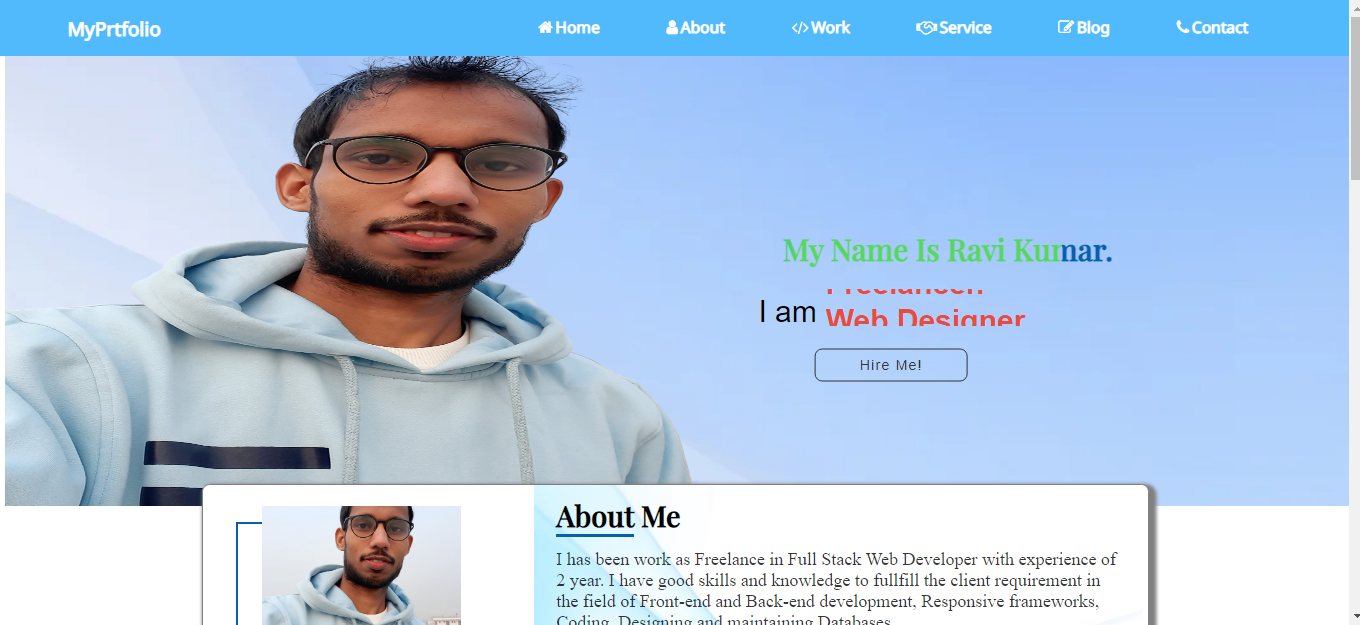 MyPrtfolio
Home About Work Service Blog Contact
My Name Is Ravi Kumar.
Freelancer.
I am Web Designer
Hire Me!
About Me
I has been work as Freelance in Full Stack Web Developer with experience of
2 year. I have good skills and knowledge to fullfill the client requirement in
the field of Front-end and Back-end development, Responsive frameworks,
Coding, Designing and maintaining Databases